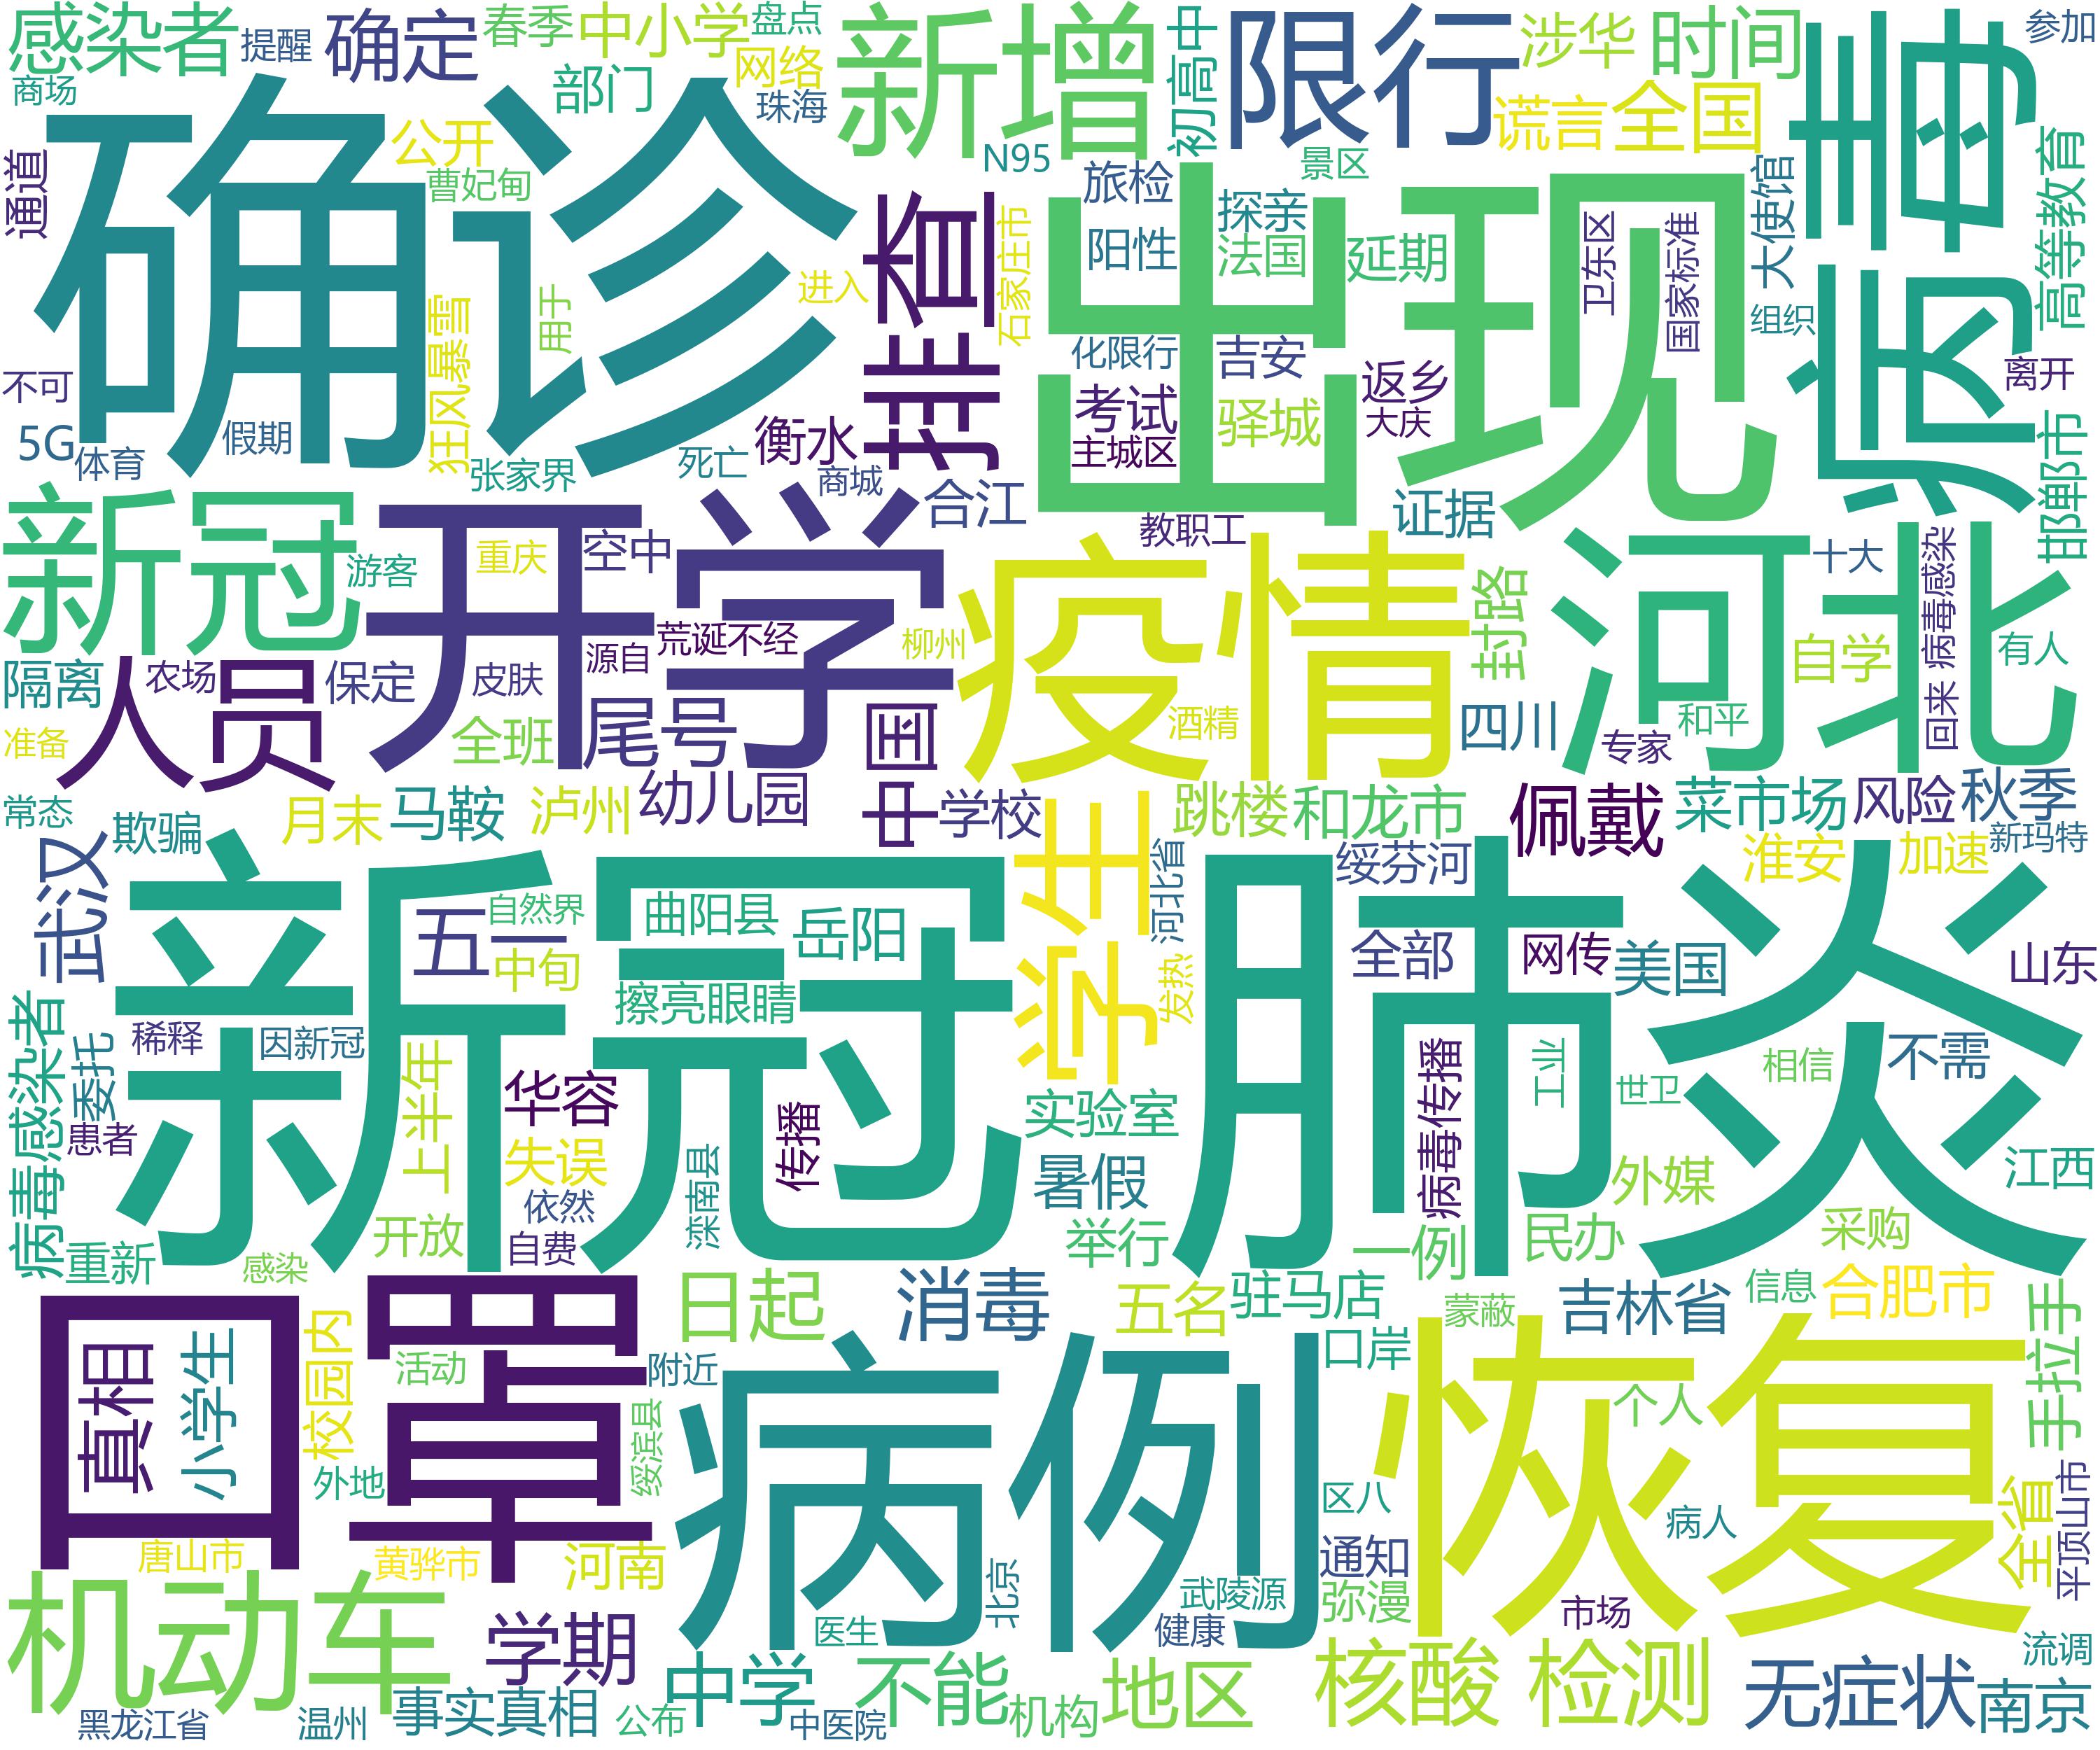 感染者
提醒
确定
春季
中小学
盘点
新增
初高中
限行
涉华
时间
参加
商场
部门
网络
珠海
谎言
全国
病毒
确诊
公开
曹妃甸
N95
旅检
景区
大使馆
高等教育
通道
排查
石家庄市
阳性
探亲
法国
延期
卫东区
国家标准
出现
狂风暴雪
用于
进入
化限行
吉安
组织
离开
不可
5G
体育
假期
张家界
死亡
衡水
商城
考试
主城区
驿城
返乡
大庆
邯郸市
新冠
游客
开学
重庆
空中
合江
教职工
证据
疫情
封路
河北
十大
病毒感染
回来
有人
隔离
人员
农场
保定
皮肤
源自
荒诞不经
柳州
酒精
四川
自学
专家
和平
准备
全班
尾号
中国
常态
欺骗
月末
马鞍
泸州
幼儿园
学校
跳楼
和龙市
佩戴
菜市场
风险
秋季
武汉
学生
河北省
绥芬河
淮安
加速
新玛特
新冠
肺炎
五一
自然界
曲阳县
岳阳
中旬
擦亮眼睛
发热
全部
网传
美国
山东
病毒感染者
稀释
因新冠
委托
患者
上半年
华容
传播
实验室
病毒传播
工业
世卫
相信
不需
失误
滦南县
暑假
外媒
江西
重新
感染
开放
依然
自费
举行
一例
民办
采购
口罩
日起
消毒
五名
驻马店
蒙蔽
吉林省
信息
合肥市
手拉手
真相
小学生
校园内
活动
附近
病例
口岸
恢复
个人
外地
绥滨县
区八
病人
全省
平顶山市
唐山市
黄骅市
河南
北京
武陵源
通知
机动车
学期
医生
健康
弥漫
市场
核酸
检测
无症状
流调
黑龙江省
温州
事实真相
公布
中学
中医院
不能
机构
地区
南京